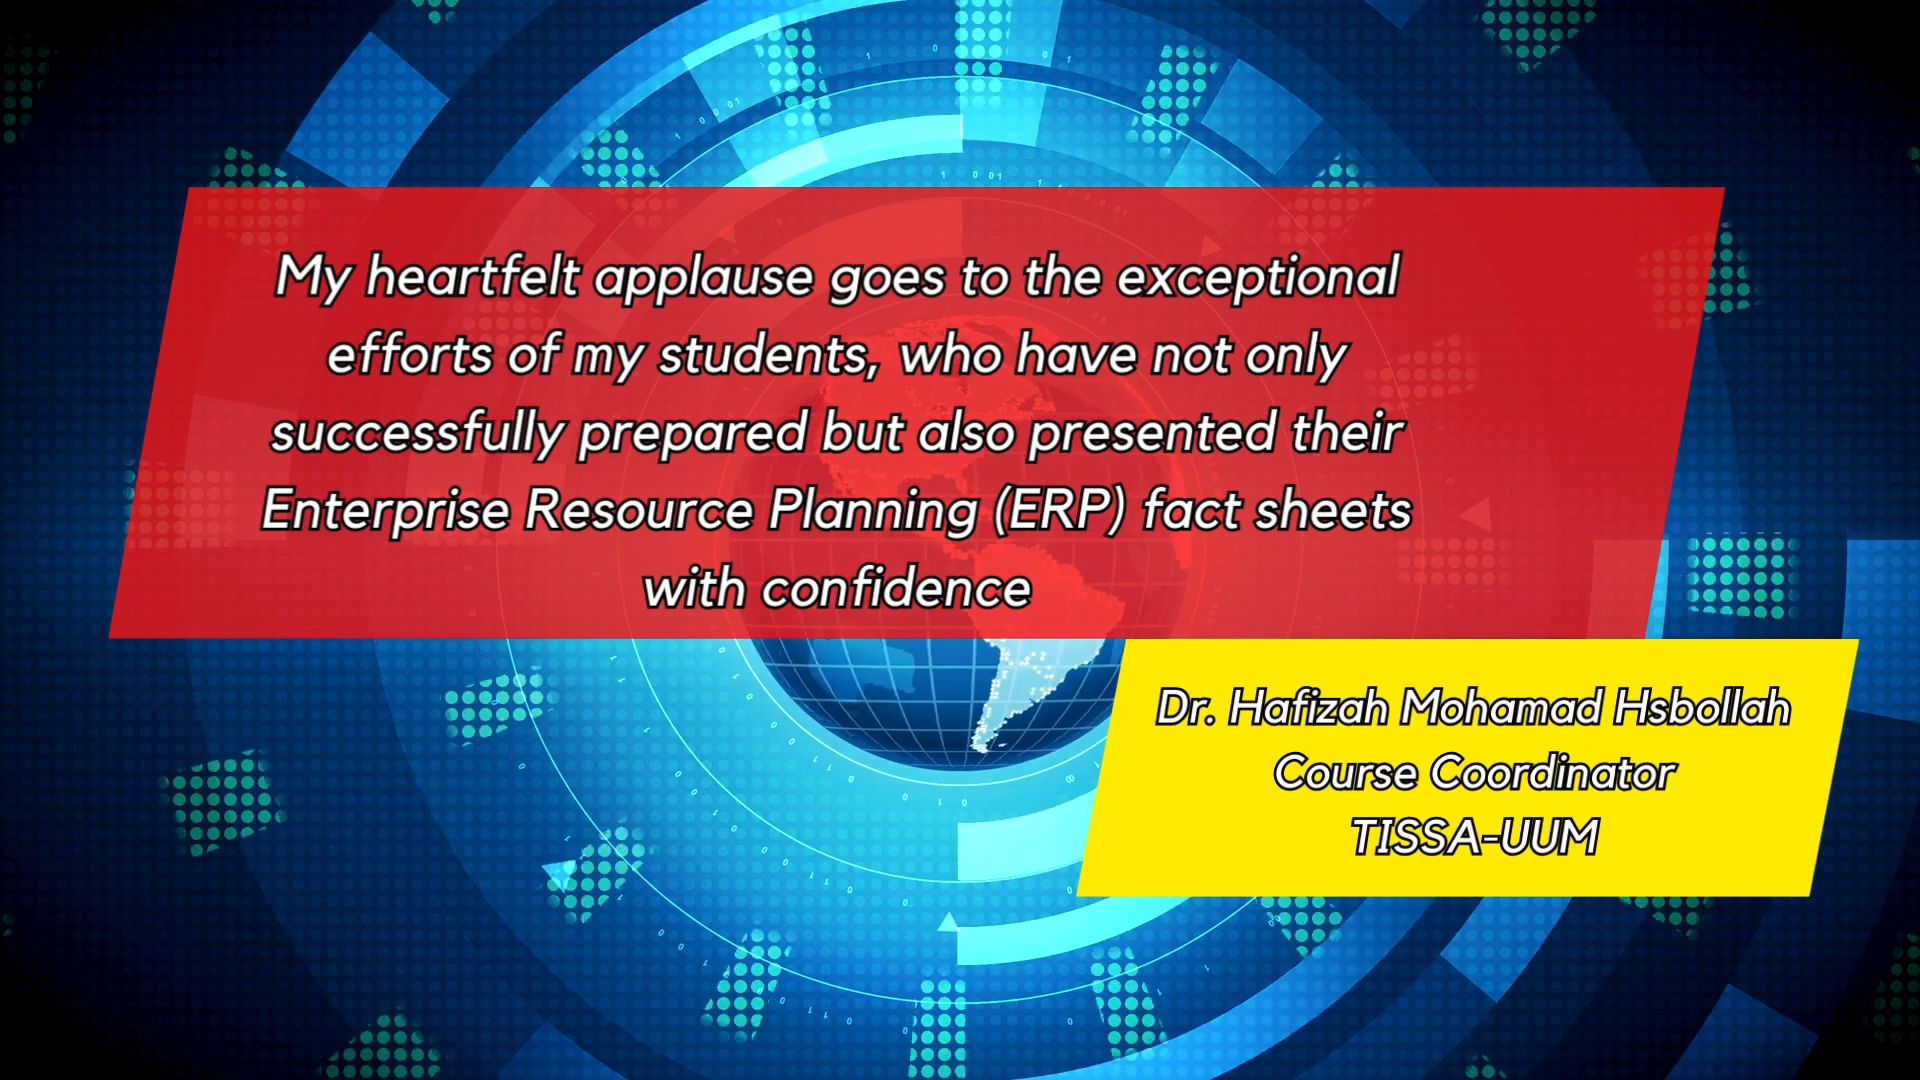 My heartfelt applause goes to the exceptional
efforts of my students, who have not only
successfully prepared but also presented their
Enterprise Resource Planning (ERP) fact sheets
with confidence
Dr. Hafizah Mohamad Hsbollah
Course Coordinator
TISSA-UUM